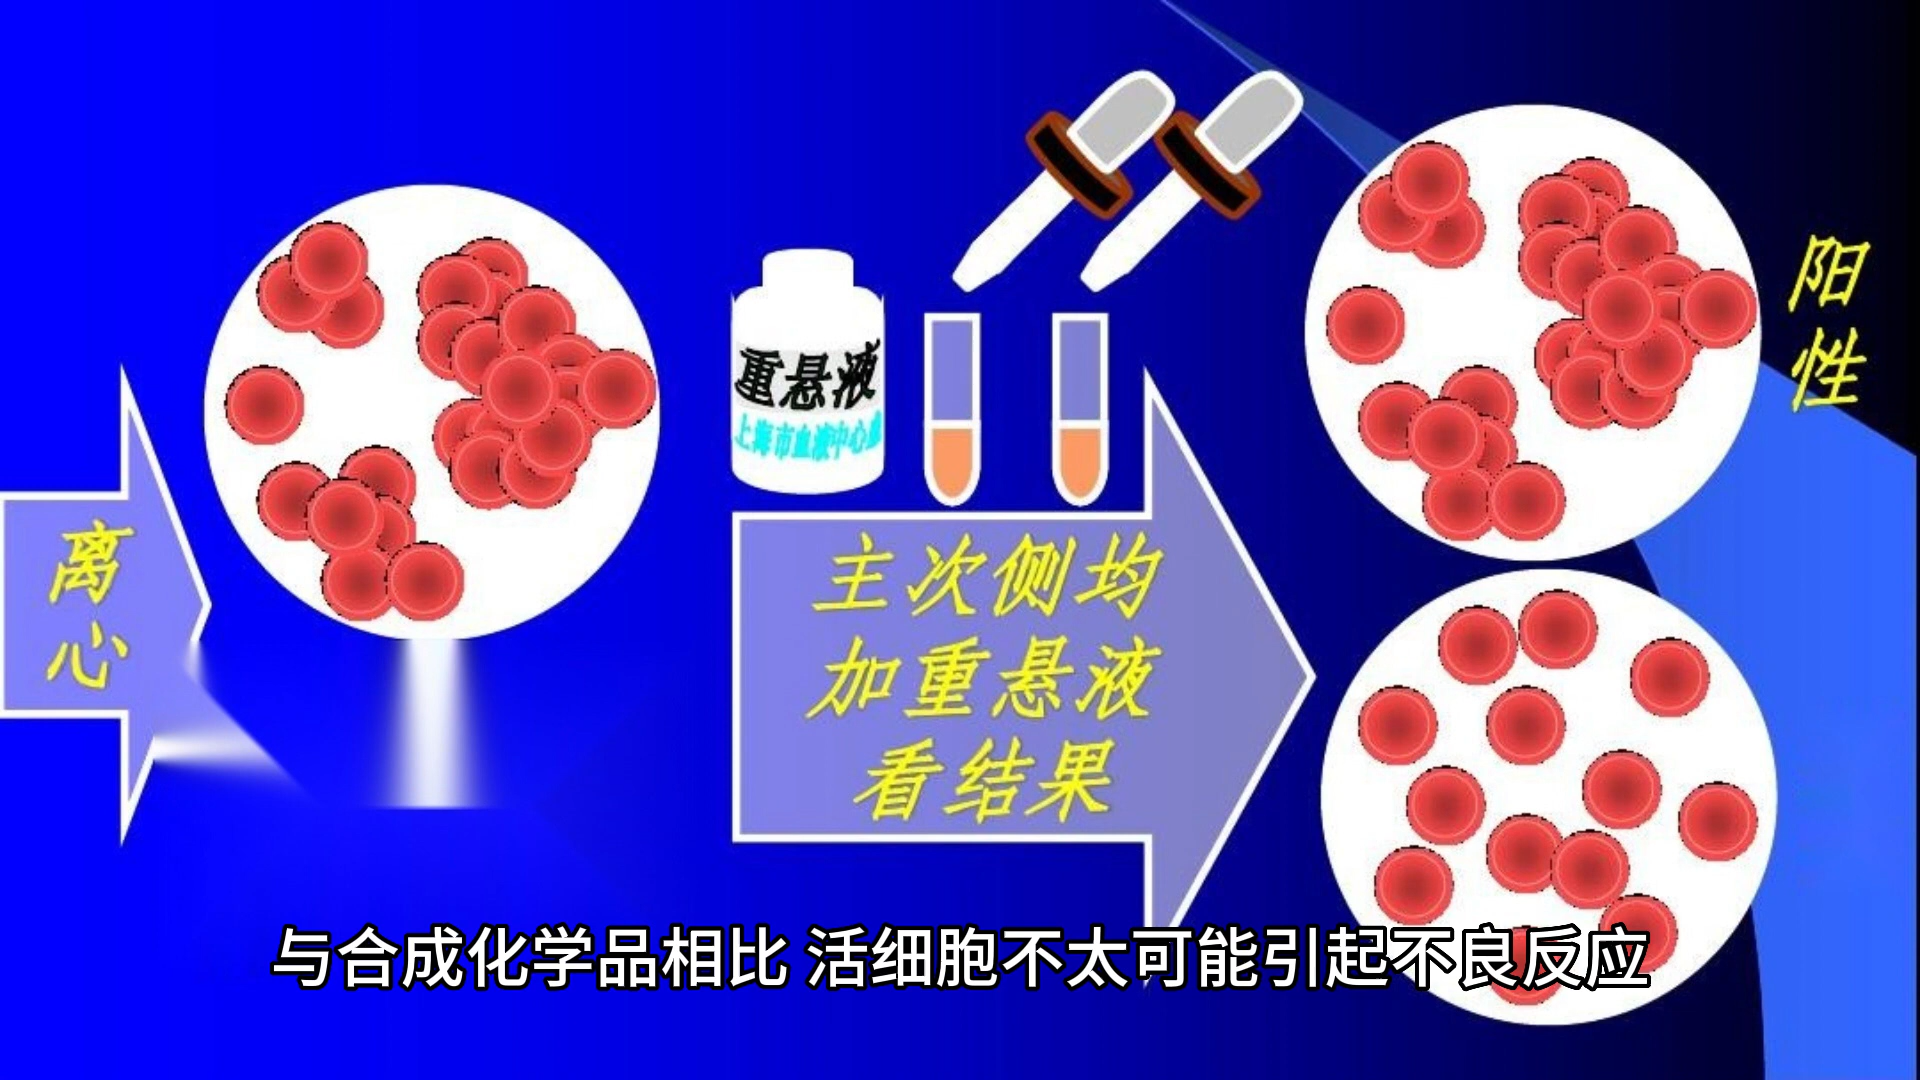 离
心
重悬液
上海市血液中心
主次侧均
加重悬液
看结果
阳
性
与合成化学品相比 活细胞不太可能引起不良反应